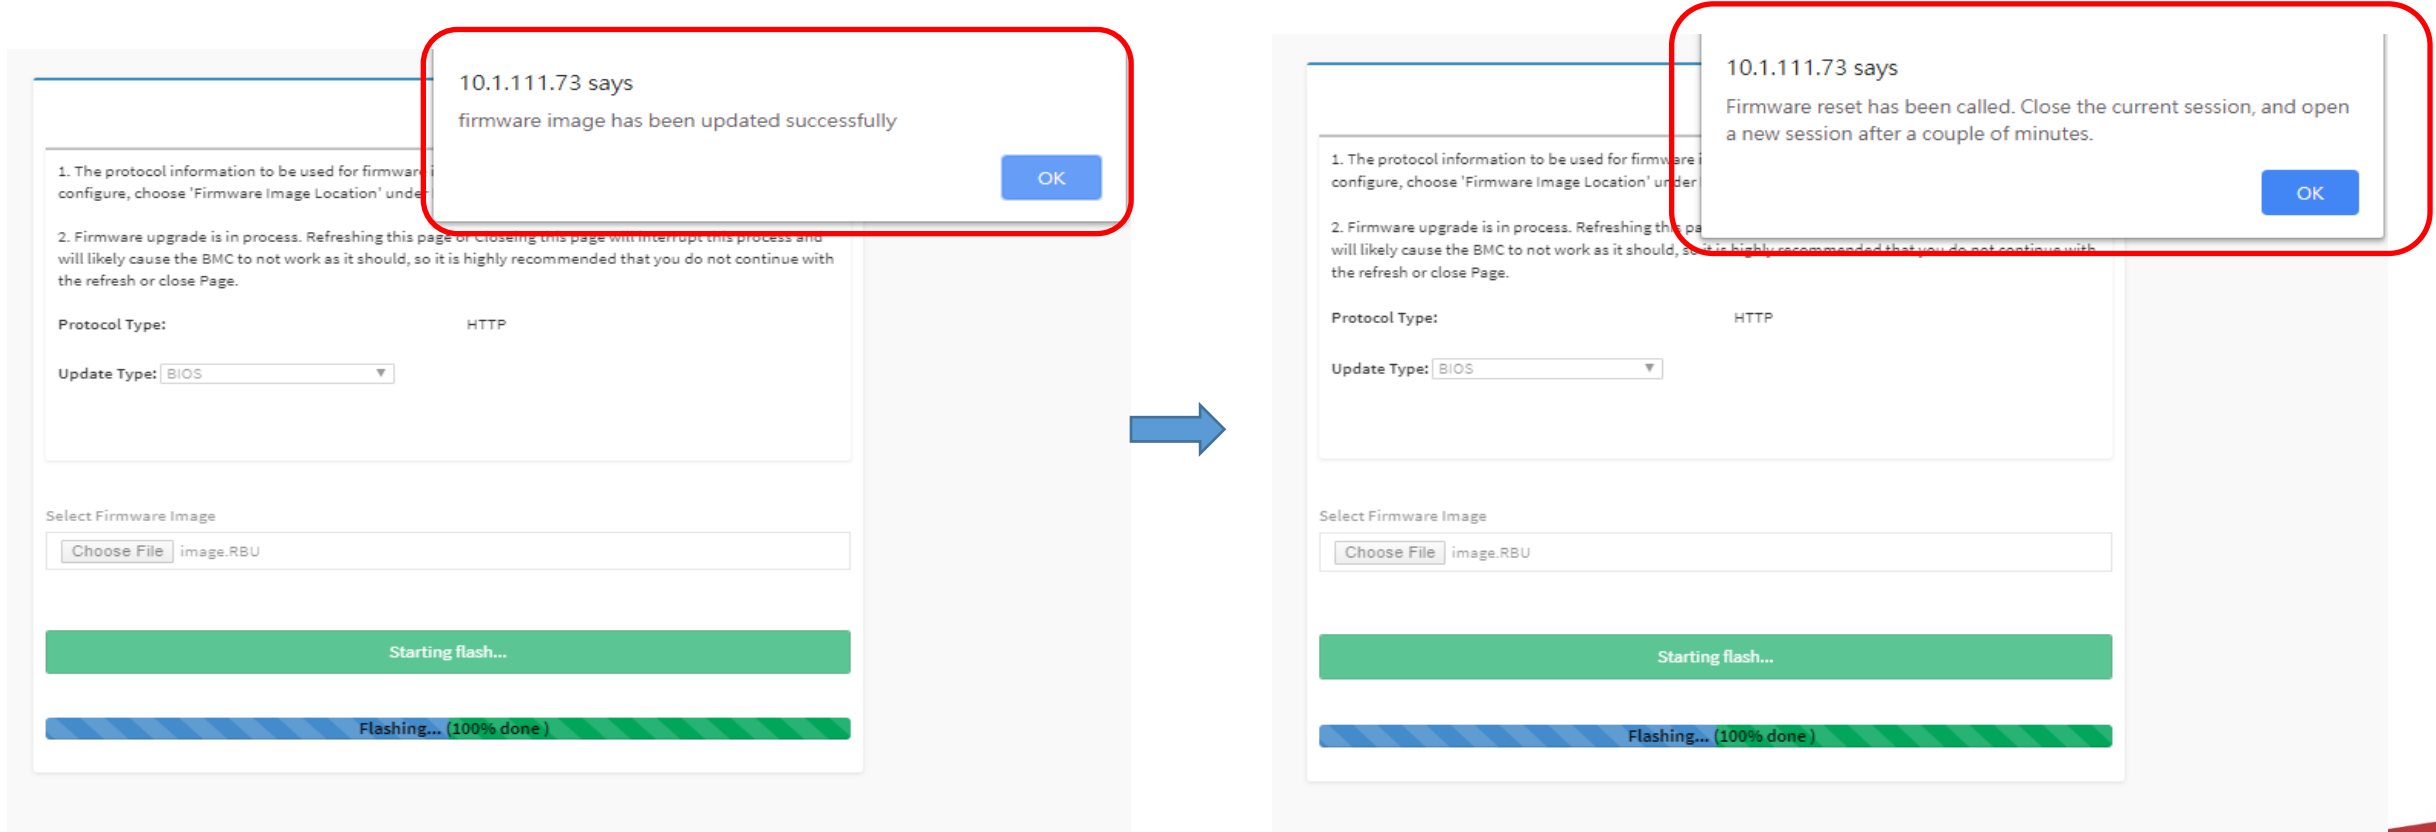 10.1.111.73 says
firmware image has been updated successfully
OK
1. The protocol information to be used for firmware i
configure, choose 'Firmware Image Location' under
2. Firmware upgrade is in process. Refreshing this page or Closeing this page will interrupt this process and
will likely cause the BMC to not work as it should, so it is highly recommended that you do not continue with
the refresh or close Page.
Protocol Type: HTTP
Update Type: BIOS
Select Firmware Image
Choose File image.RBU
Starting flash...
Flashing... (100% done )
10.1.111.73 says
Firmware reset has been called. Close the current session, and open
a new session after a couple of minutes.
OK
1. The protocol information to be used for firmware i
configure, choose 'Firmware Image Location' under
2. Firmware upgrade is in process. Refreshing this pa
will likely cause the BMC to not work as it should, so it is highly recommended that you do not continue with
the refresh or close Page.
Protocol Type: HTTP
Update Type: BIOS
Select Firmware Image
Choose File image.RBU
Starting flash...
Flashing... (100% done )